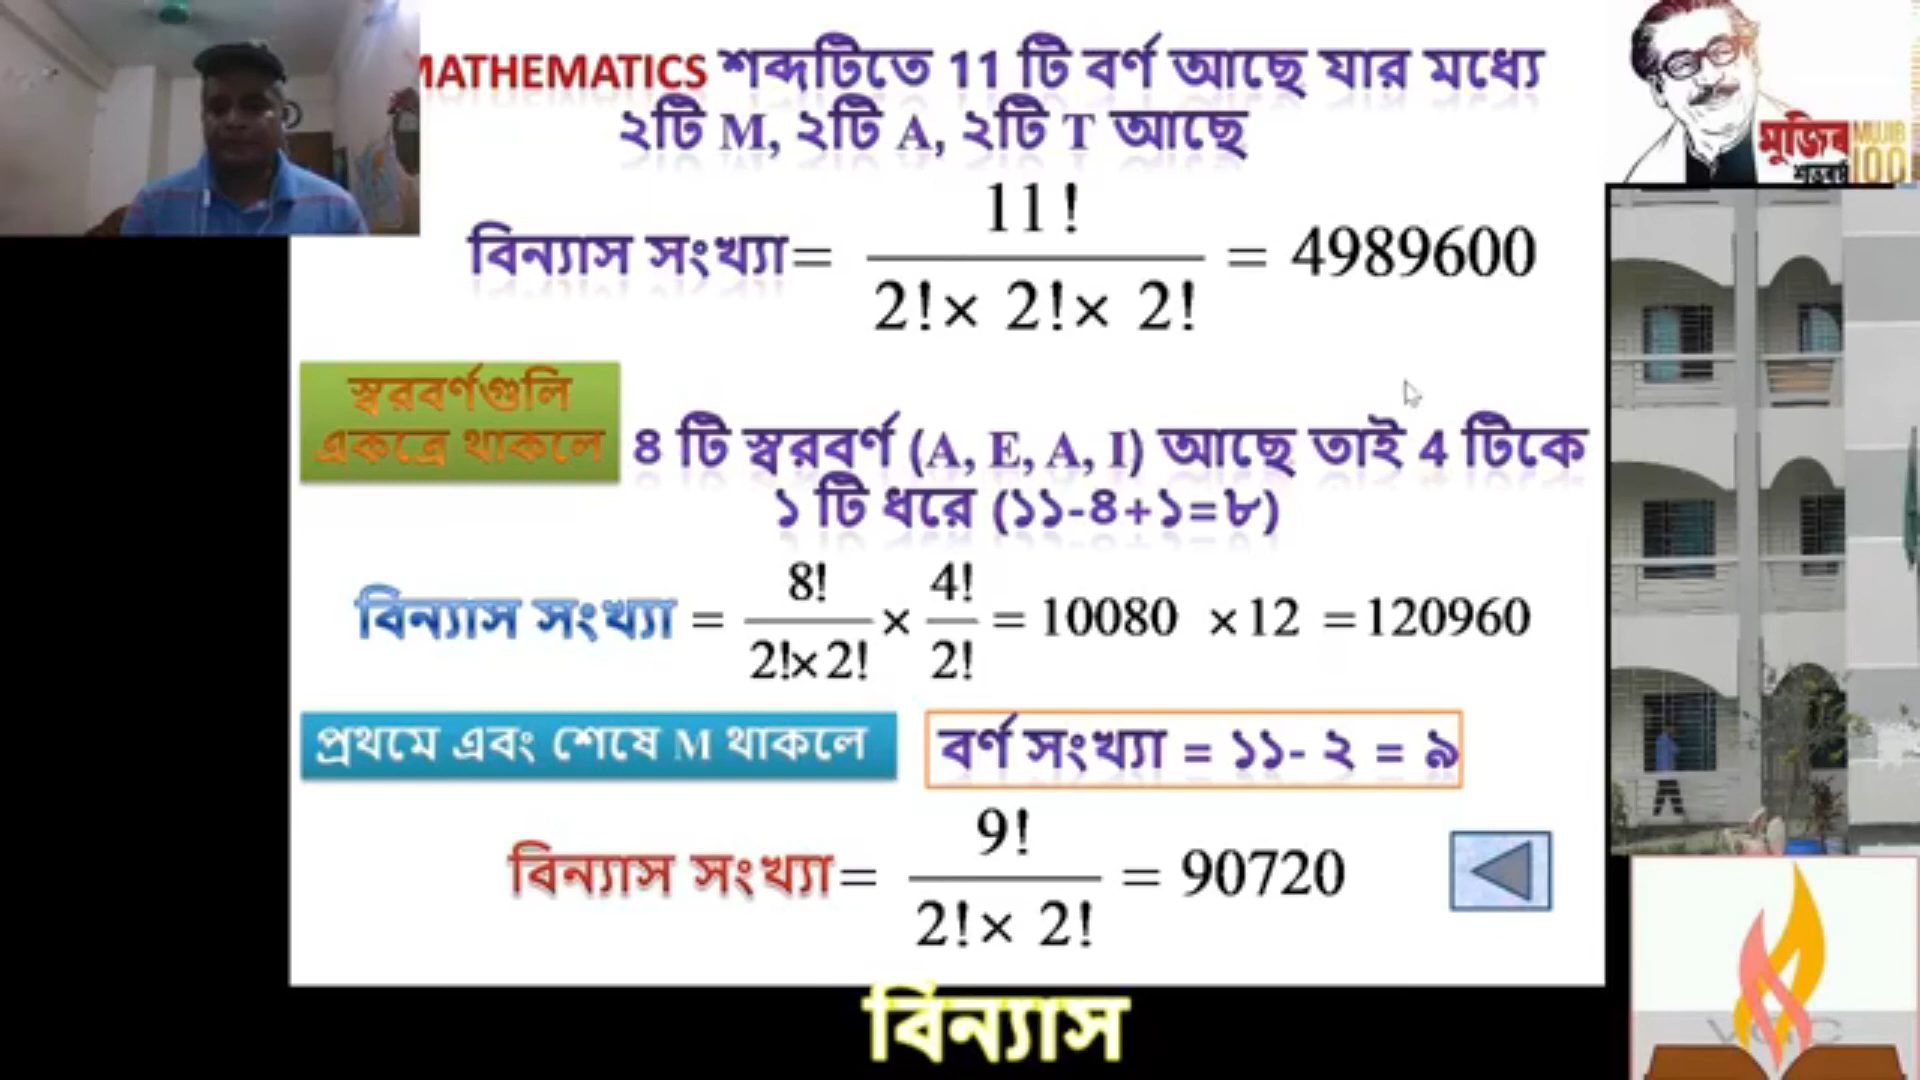 MATHEMATICS শব্দটিতে 11 টি বর্ণ আছে যার মধ্যে
২টি M, ২টি A, ২টি T আছে
বিন্যাস সংখ্যা = 11! / 2!× 2!× 2! = 4989600
স্বরবর্ণগুলি
একত্রে থাকলে
৪ টি স্বরবর্ণ (A, E, A, I) আছে তাই 4 টিকে
১ টি ধরে (১১-৪+১=৮)
বিন্যাস সংখ্যা = 8! / 2!×2! × 4! / 2! = 10080 ×12 =120960
প্রথমে এবং শেষে M থাকলে
বর্ণ সংখ্যা = ১১- ২ = ৯
বিন্যাস সংখ্যা = 9! / 2!× 2! = 90720
বিন্যাস
মুজিব
শতবর্ষ
MUJIB
100